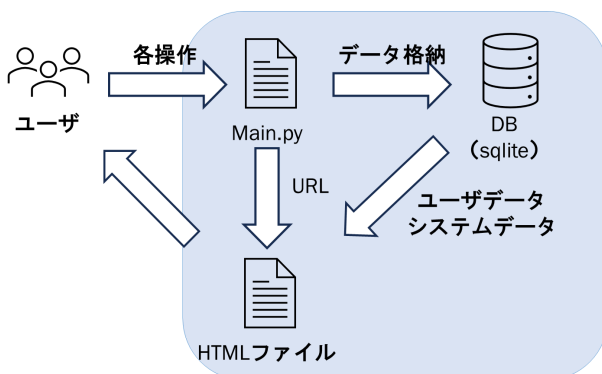 各操作
データ格納
ユーザ
Main.py
DB
（sqlite）
URL
ユーザデータ
システムデータ
HTMLファイル